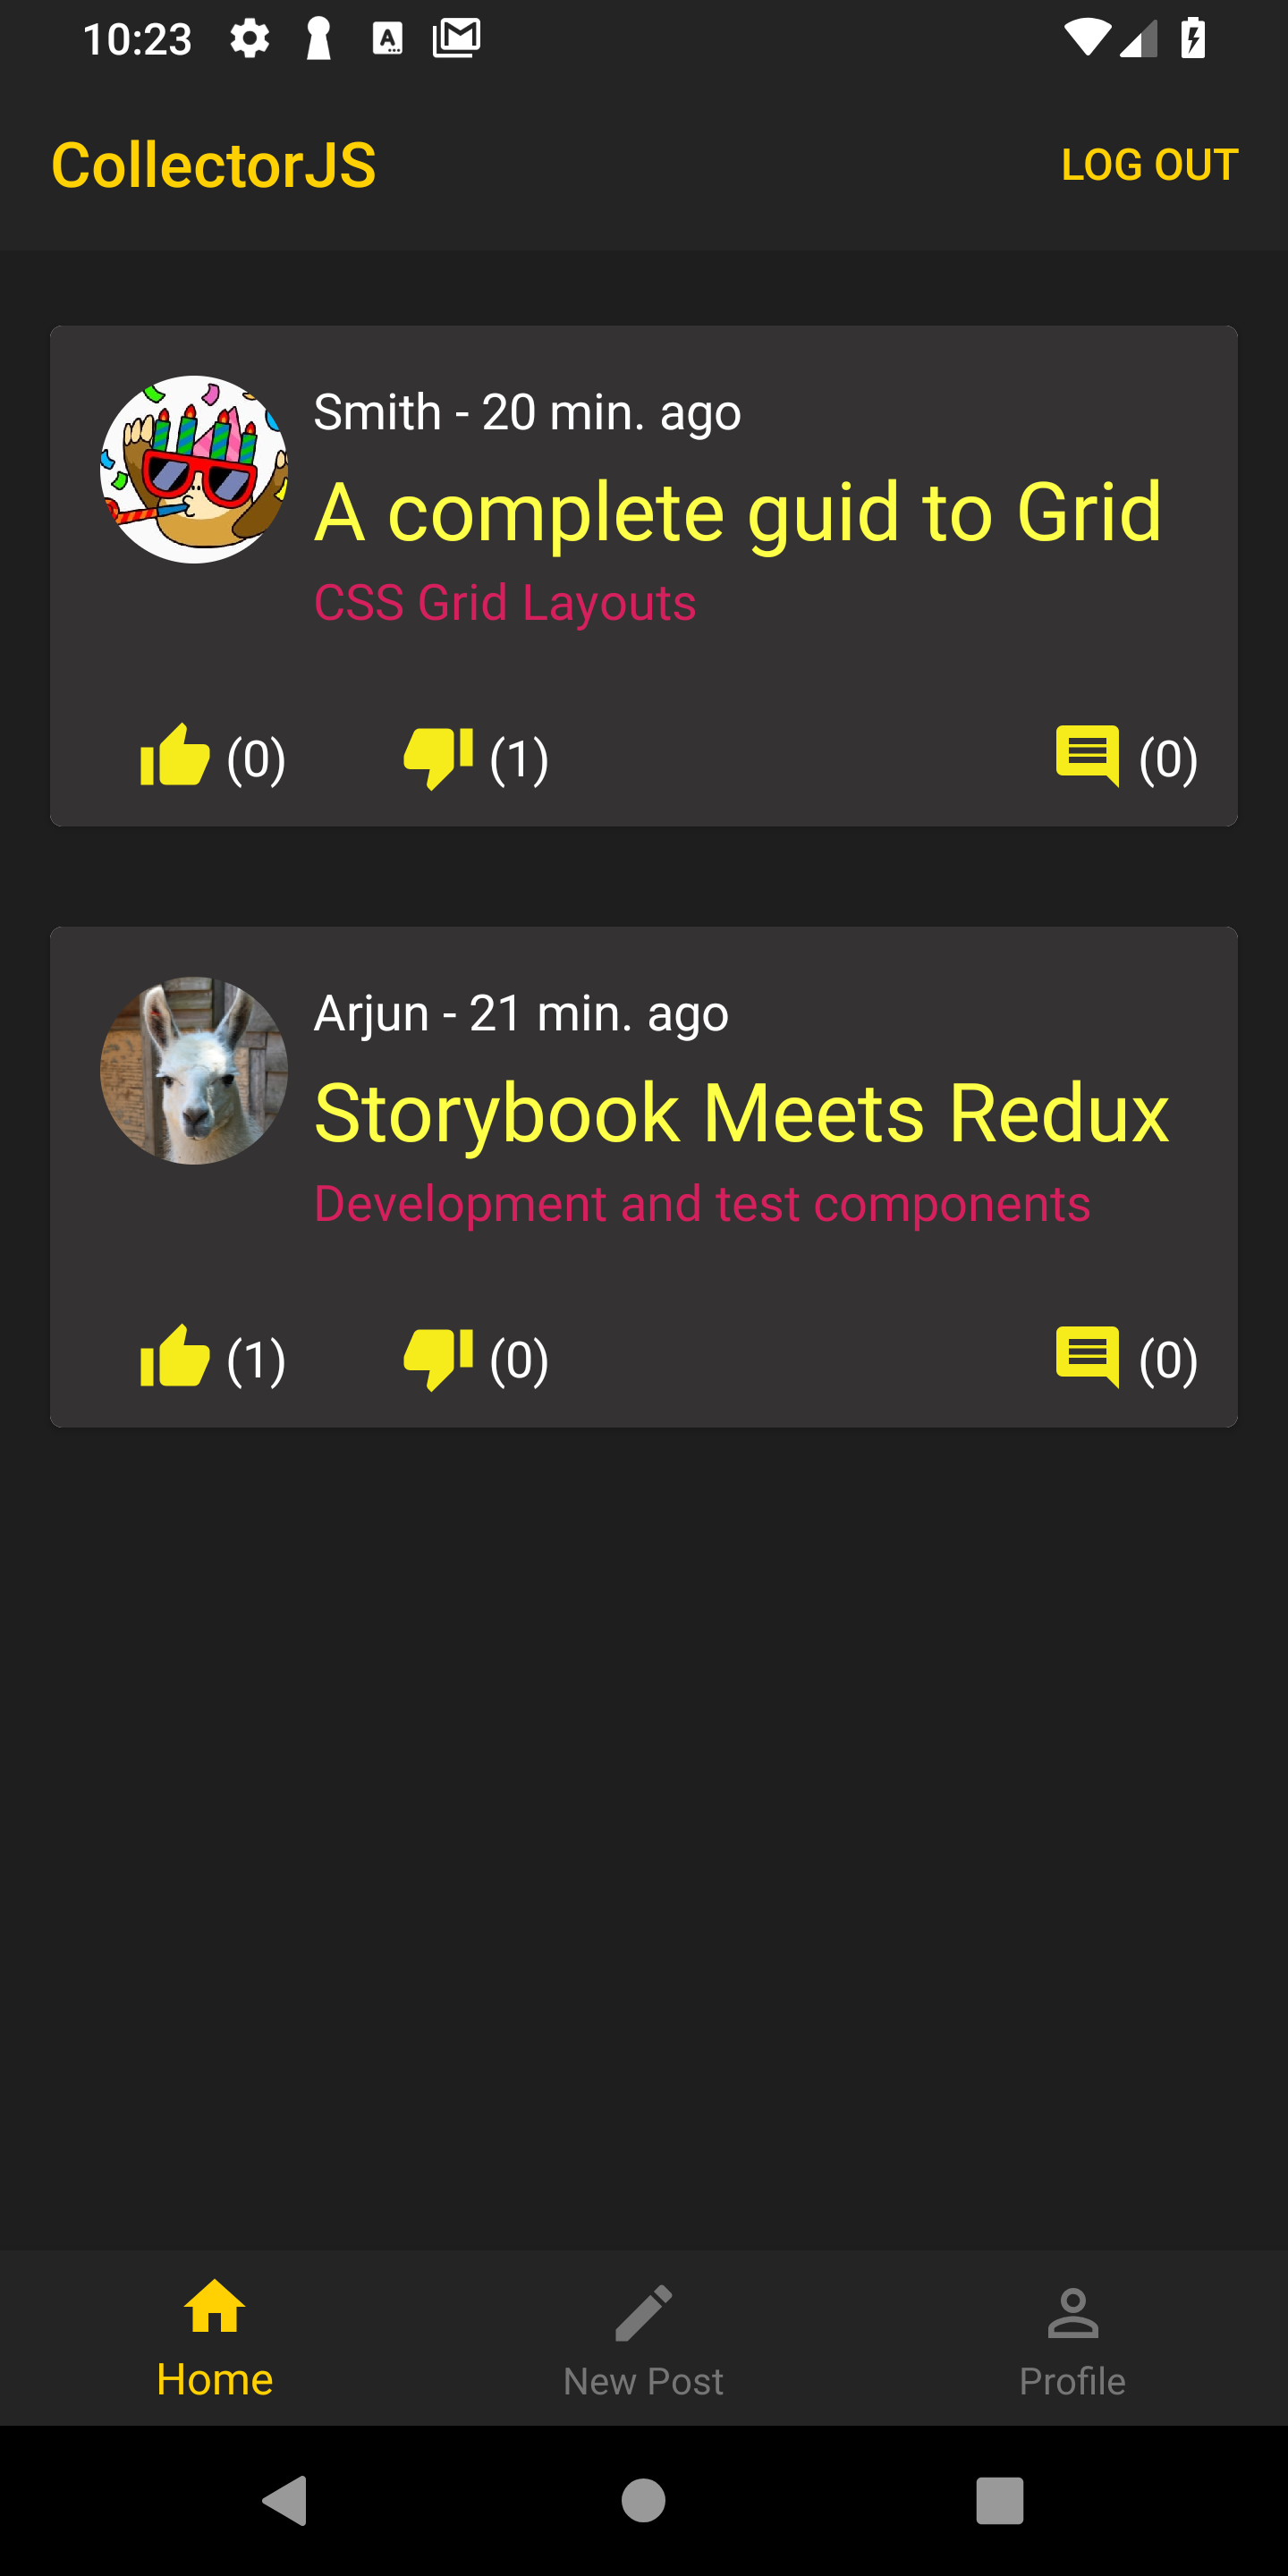 10:23
CollectorJS
LOG OUT
Smith - 20 min. ago
A complete guid to Grid
CSS Grid Layouts
(0)
(1)
(0)
Arjun - 21 min. ago
Storybook Meets Redux
Development and test components
(1)
(0)
(0)
Home
New Post
Profile